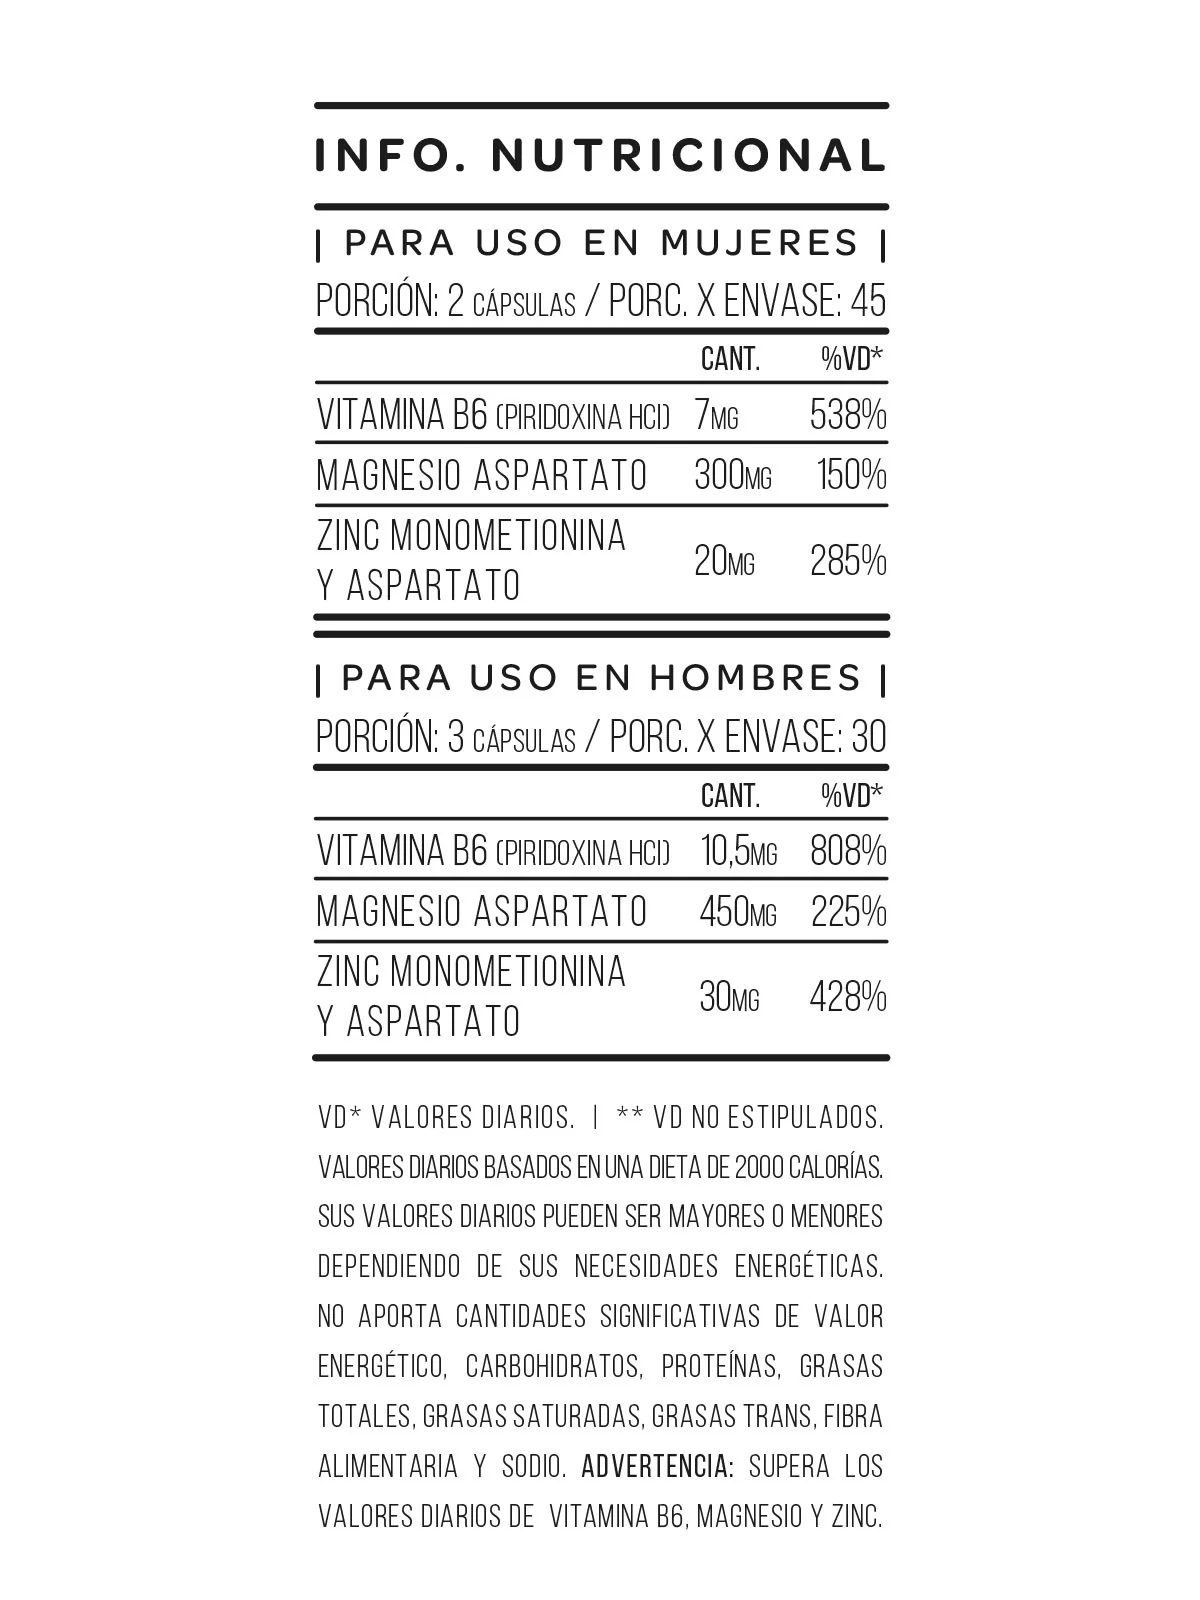 INFO. NUTRICIONAL
| PARA USO EN MUJERES |
PORCIÓN: 2 CÁPSULAS / PORC. X ENVASE: 45
CANT. %VD*
VITAMINA B6 (PIRIDOXINA HCl) 7MG 538%
MAGNESIO ASPARTATO 300MG 150%
ZINC MONOMETIONINA
Y ASPARTATO 20MG 285%
| PARA USO EN HOMBRES |
PORCIÓN: 3 CÁPSULAS / PORC. X ENVASE: 30
CANT. %VD*
VITAMINA B6 (PIRIDOXINA HCl) 10,5MG 808%
MAGNESIO ASPARTATO 450MG 225%
ZINC MONOMETIONINA
Y ASPARTATO 30MG 428%
VD* VALORES DIARIOS. | ** VD NO ESTIPULADOS.
VALORES DIARIOS BASADOS EN UNA DIETA DE 2000 CALORÍAS.
SUS VALORES DIARIOS PUEDEN SER MAYORES O MENORES
DEPENDIENDO DE SUS NECESIDADES ENERGÉTICAS.
NO APORTA CANTIDADES SIGNIFICATIVAS DE VALOR
ENERGÉTICO, CARBOHIDRATOS, PROTEÍNAS, GRASAS
TOTALES, GRASAS SATURADAS, GRASAS TRANS, FIBRA
ALIMENTARIA Y SODIO. ADVERTENCIA: SUPERA LOS
VALORES DIARIOS DE VITAMINA B6, MAGNESIO Y ZINC.